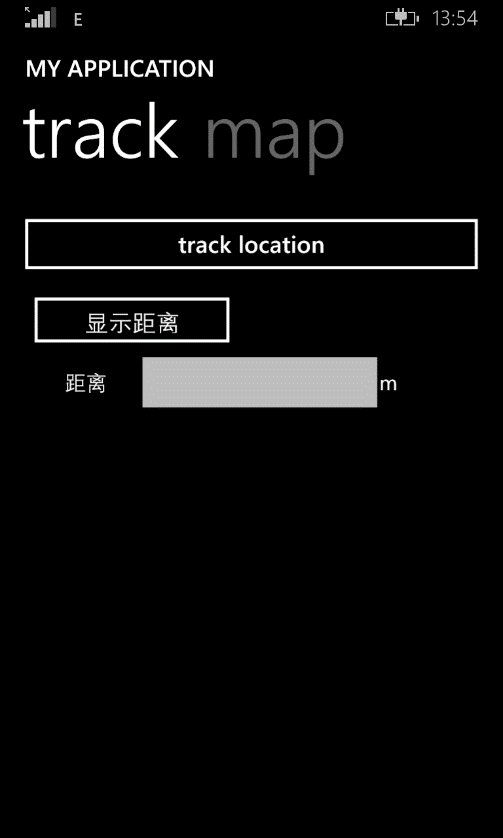 E 13:54
MY APPLICATION
track map
track location
显示距离
距离 m